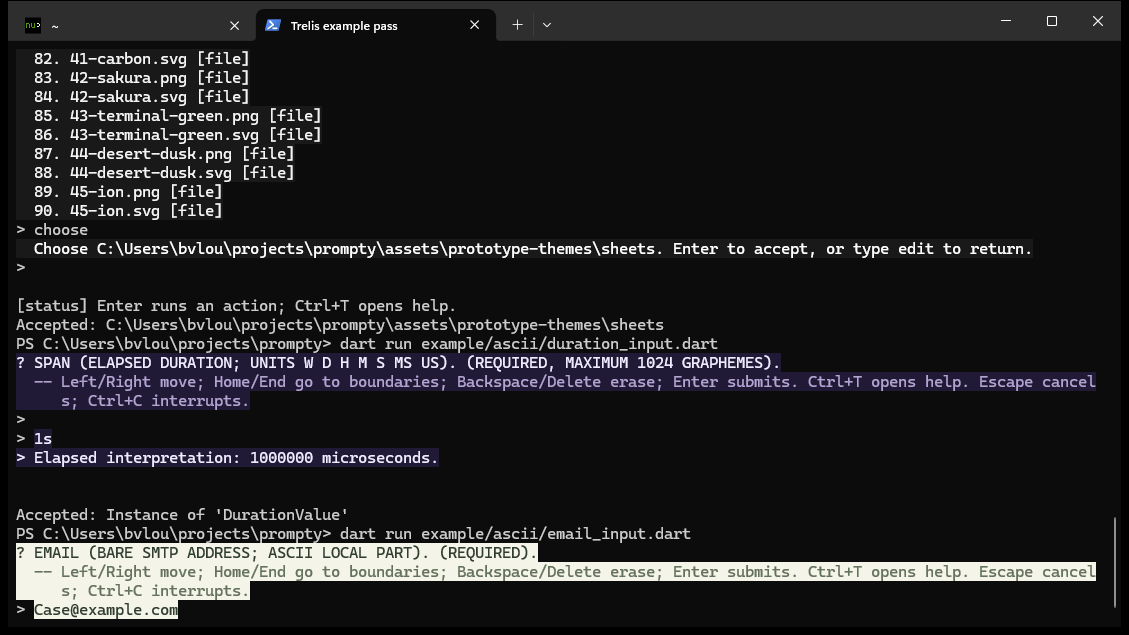 nu> ~
Trelis example pass
82. 41-carbon.svg [file]
83. 42-sakura.png [file]
84. 42-sakura.svg [file]
85. 43-terminal-green.png [file]
86. 43-terminal-green.svg [file]
87. 44-desert-dusk.png [file]
88. 44-desert-dusk.svg [file]
89. 45-ion.png [file]
90. 45-ion.svg [file]
> choose
Choose C:\Users\bvlou\projects\prompty\assets\prototype-themes\sheets. Enter to accept, or type edit to return.
>
[status] Enter runs an action; Ctrl+T opens help.
Accepted: C:\Users\bvlou\projects\prompty\assets\prototype-themes\sheets
PS C:\Users\bvlou\projects\prompty> dart run example/ascii/duration_input.dart
? SPAN (ELAPSED DURATION; UNITS W D H M S MS US). (REQUIRED, MAXIMUM 1024 GRAPHEMES).
-- Left/Right move; Home/End go to boundaries; Backspace/Delete erase; Enter submits. Ctrl+T opens help. Escape cancel
s; Ctrl+C interrupts.
>
> 1s
> Elapsed interpretation: 1000000 microseconds.
Accepted: Instance of 'DurationValue'
PS C:\Users\bvlou\projects\prompty> dart run example/ascii/email_input.dart
? EMAIL (BARE SMTP ADDRESS; ASCII LOCAL PART). (REQUIRED).
-- Left/Right move; Home/End go to boundaries; Backspace/Delete erase; Enter submits. Ctrl+T opens help. Escape cancel
s; Ctrl+C interrupts.
> Case@example.com